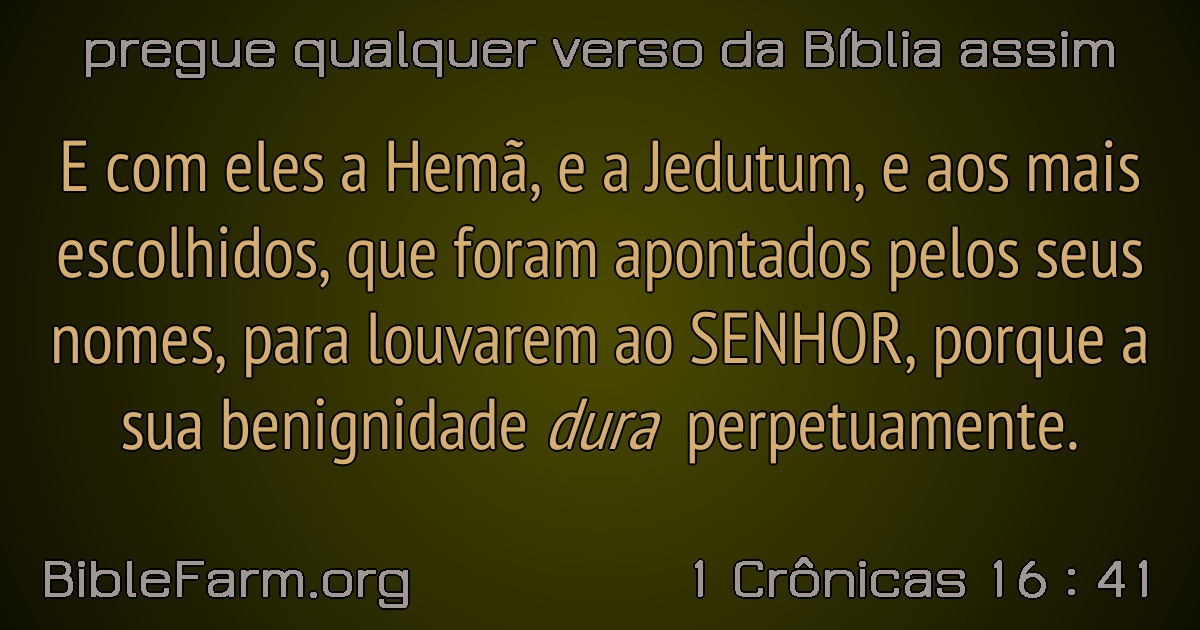 pregue qualquer verso da Bíblia assim
E com eles a Hemã, e a Jedutum, e aos mais
escolhidos, que foram apontados pelos seus
nomes, para louvarem ao SENHOR, porque a
sua benignidade dura perpetuamente.
BibleFarm.org
1 Crônicas 16 : 41